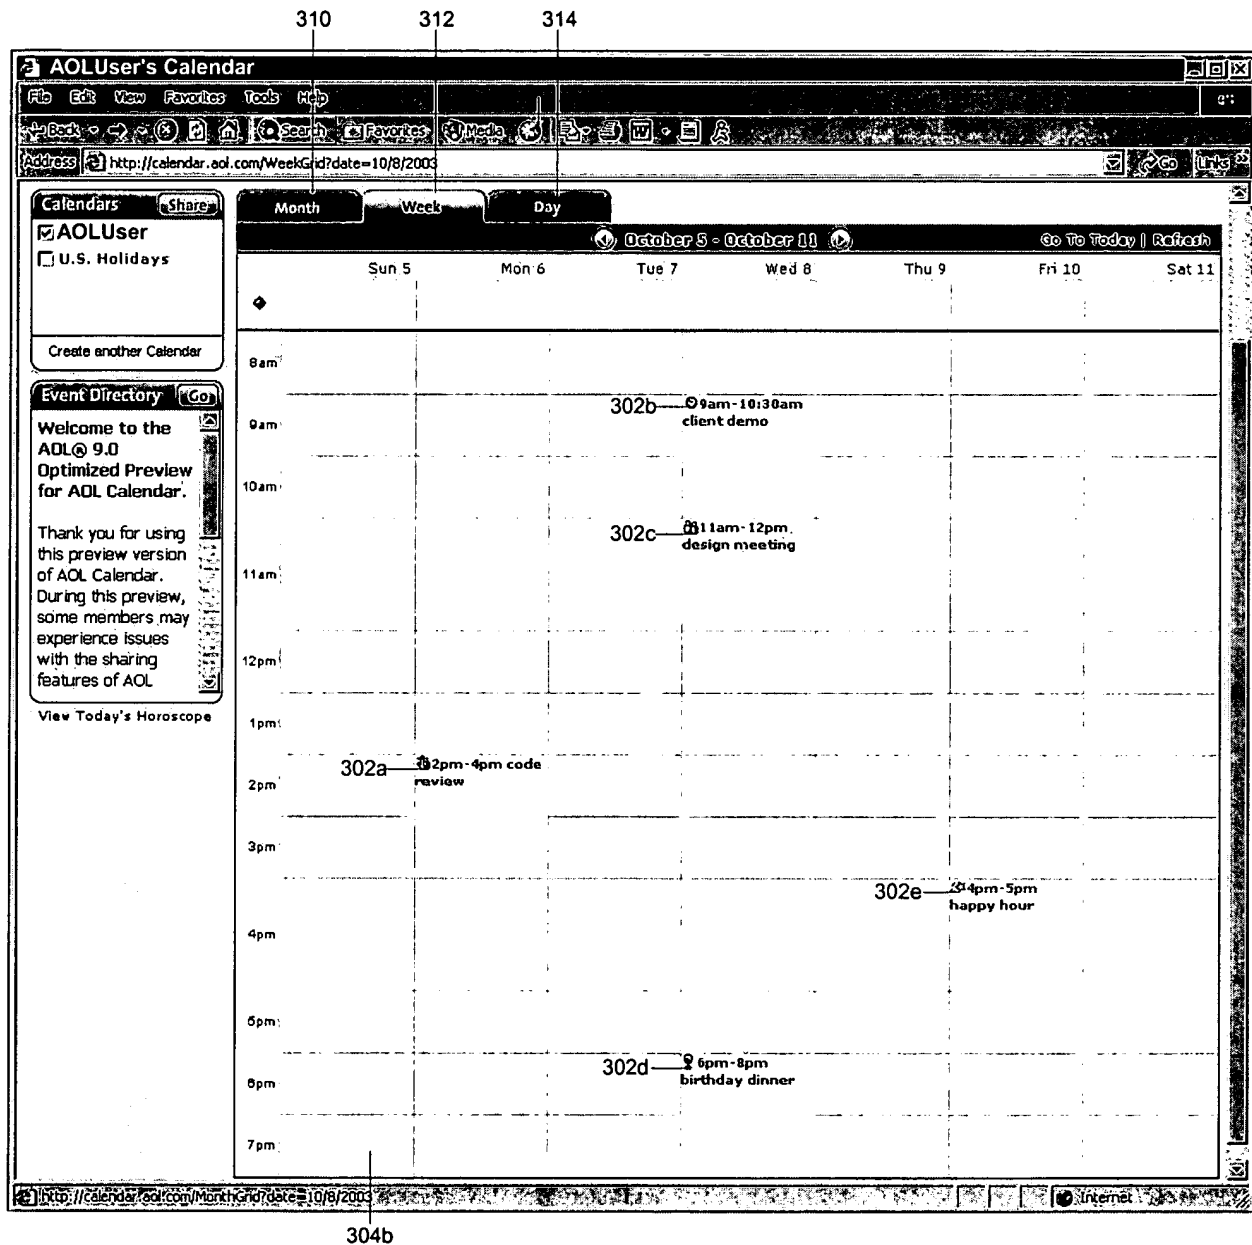 310 312 314
AOLUser's Calendar
File Edit View Favorites Tools Help
Back Search Favorites Media
Address http://calendar.aol.com/WeekGrid?date=10/8/2003 Go Links
Calendars Share
AOLUser
U.S. Holidays
Create another Calendar
Event Directory Go
Welcome to the
AOL® 9.0
Optimized Preview
for AOL Calendar.
Thank you for using
this preview version
of AOL Calendar.
During this preview,
some members may
experience issues
with the sharing
features of AOL
View Today's Horoscope
Month Week Day
October 5 - October 11 Go To Today | Refresh
Sun 5 Mon 6 Tue 7 Wed 8 Thu 9 Fri 10 Sat 11
8am
302b 9am-10:30am
client demo
9am
10am
302c 11am-12pm
design meeting
11am
12pm
1pm
302a 2pm-4pm code
review
2pm
3pm
302e 4pm-5pm
happy hour
4pm
5pm
302d 6pm-8pm
birthday dinner
6pm
7pm
http://calendar.aol.com/MonthGrid?date=10/8/2003 Internet
304b